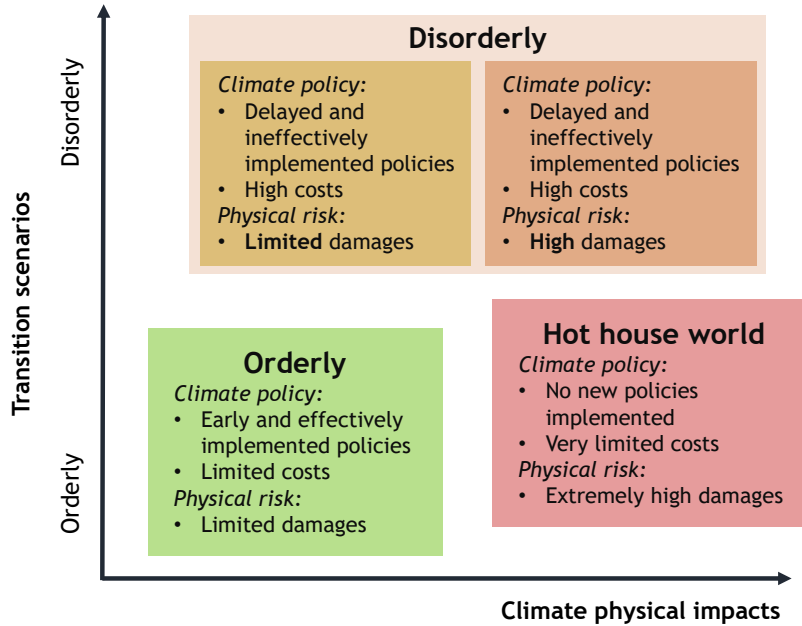 Disorderly
Climate policy:
• Delayed and
ineffectively
implemented policies
• High costs
Physical risk:
• Limited damages
Climate policy:
• Delayed and
ineffectively
implemented policies
• High costs
Physical risk:
• High damages
Orderly
Climate policy:
• Early and effectively
implemented policies
• Limited costs
Physical risk:
• Limited damages
Hot house world
Climate policy:
• No new policies
implemented
• Very limited costs
Physical risk:
• Extremely high damages
Transition scenarios
Disorderly
Orderly
Climate physical impacts